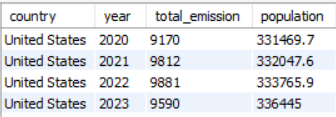 country year total_emission population
United States 2020 9170 331469.7
United States 2021 9812 332047.6
United States 2022 9881 333765.9
United States 2023 9590 336445